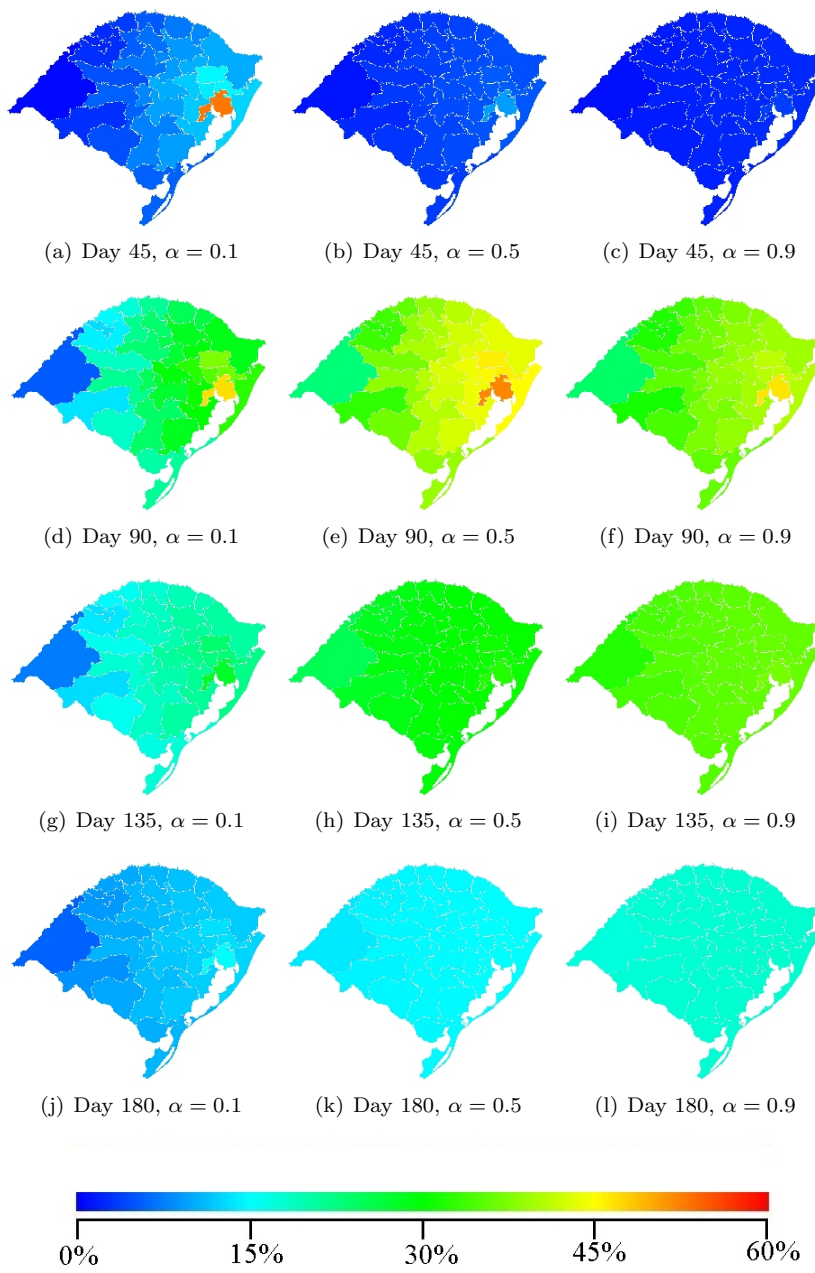 (a) Day 45, α = 0.1
(b) Day 45, α = 0.5
(c) Day 45, α = 0.9
(d) Day 90, α = 0.1
(e) Day 90, α = 0.5
(f) Day 90, α = 0.9
(g) Day 135, α = 0.1
(h) Day 135, α = 0.5
(i) Day 135, α = 0.9
(j) Day 180, α = 0.1
(k) Day 180, α = 0.5
(l) Day 180, α = 0.9
0% 15% 30% 45% 60%